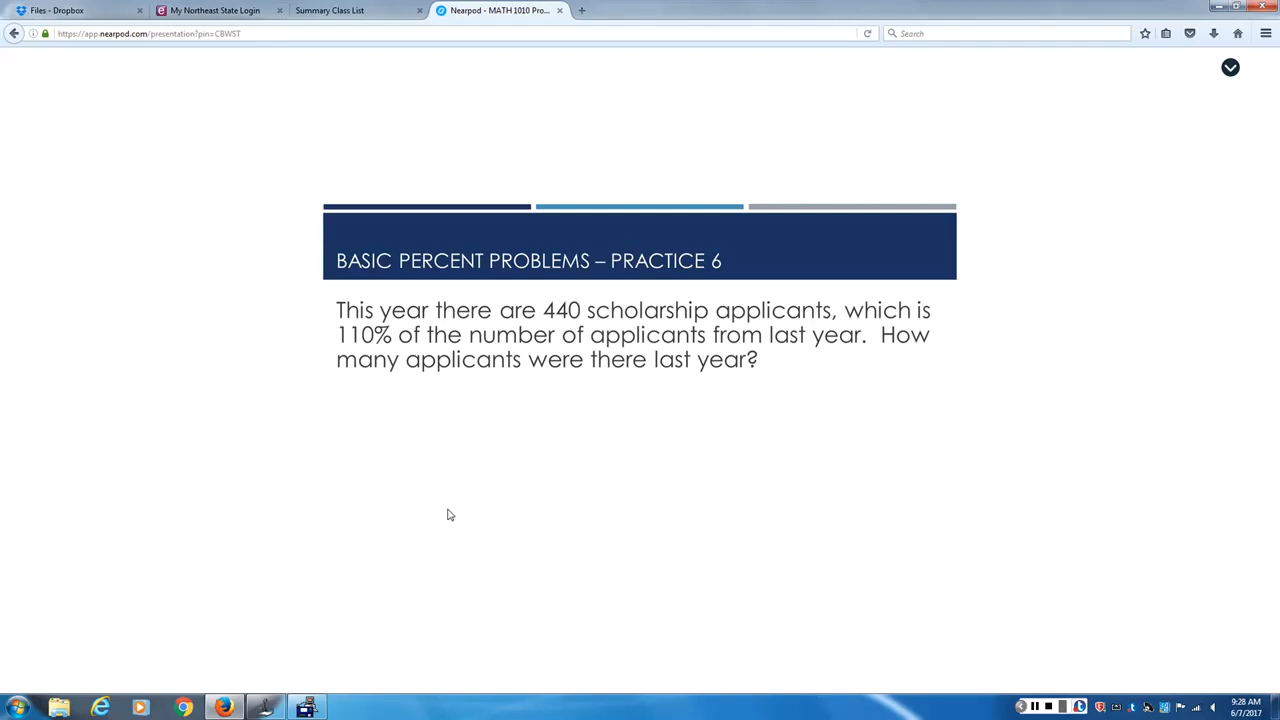 Files - Dropbox
My Northeast State Login
Summary Class List
Nearpod - MATH 1010 Pro...
https://app.nearpod.com/presentation?pin=CBWST
Search
BASIC PERCENT PROBLEMS – PRACTICE 6
This year there are 440 scholarship applicants, which is
110% of the number of applicants from last year. How
many applicants were there last year?
9:28 AM
6/7/2017